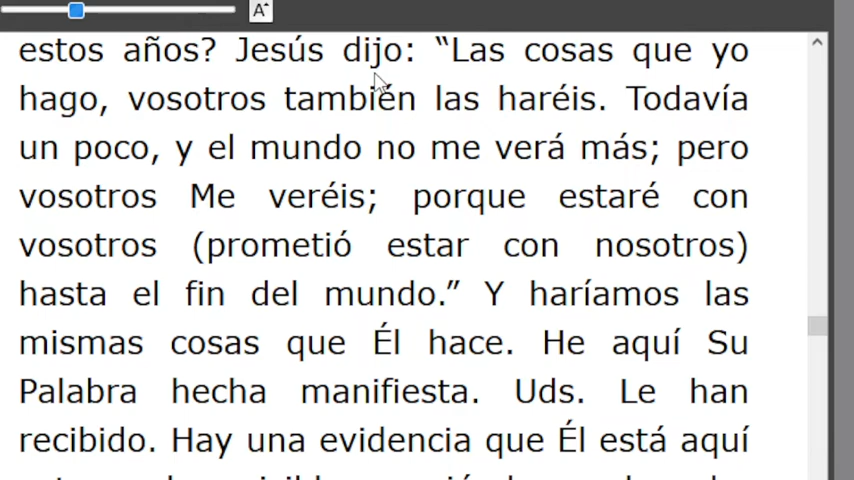 A
estos años? Jesús dijo: “Las cosas que yo
hago, vosotros también las haréis. Todavía
un poco, y el mundo no me verá más; pero
vosotros Me veréis; porque estaré con
vosotros (prometió estar con nosotros)
hasta el fin del mundo.” Y haríamos las
mismas cosas que Él hace. He aquí Su
Palabra hecha manifiesta. Uds. Le han
recibido. Hay una evidencia que Él está aquí